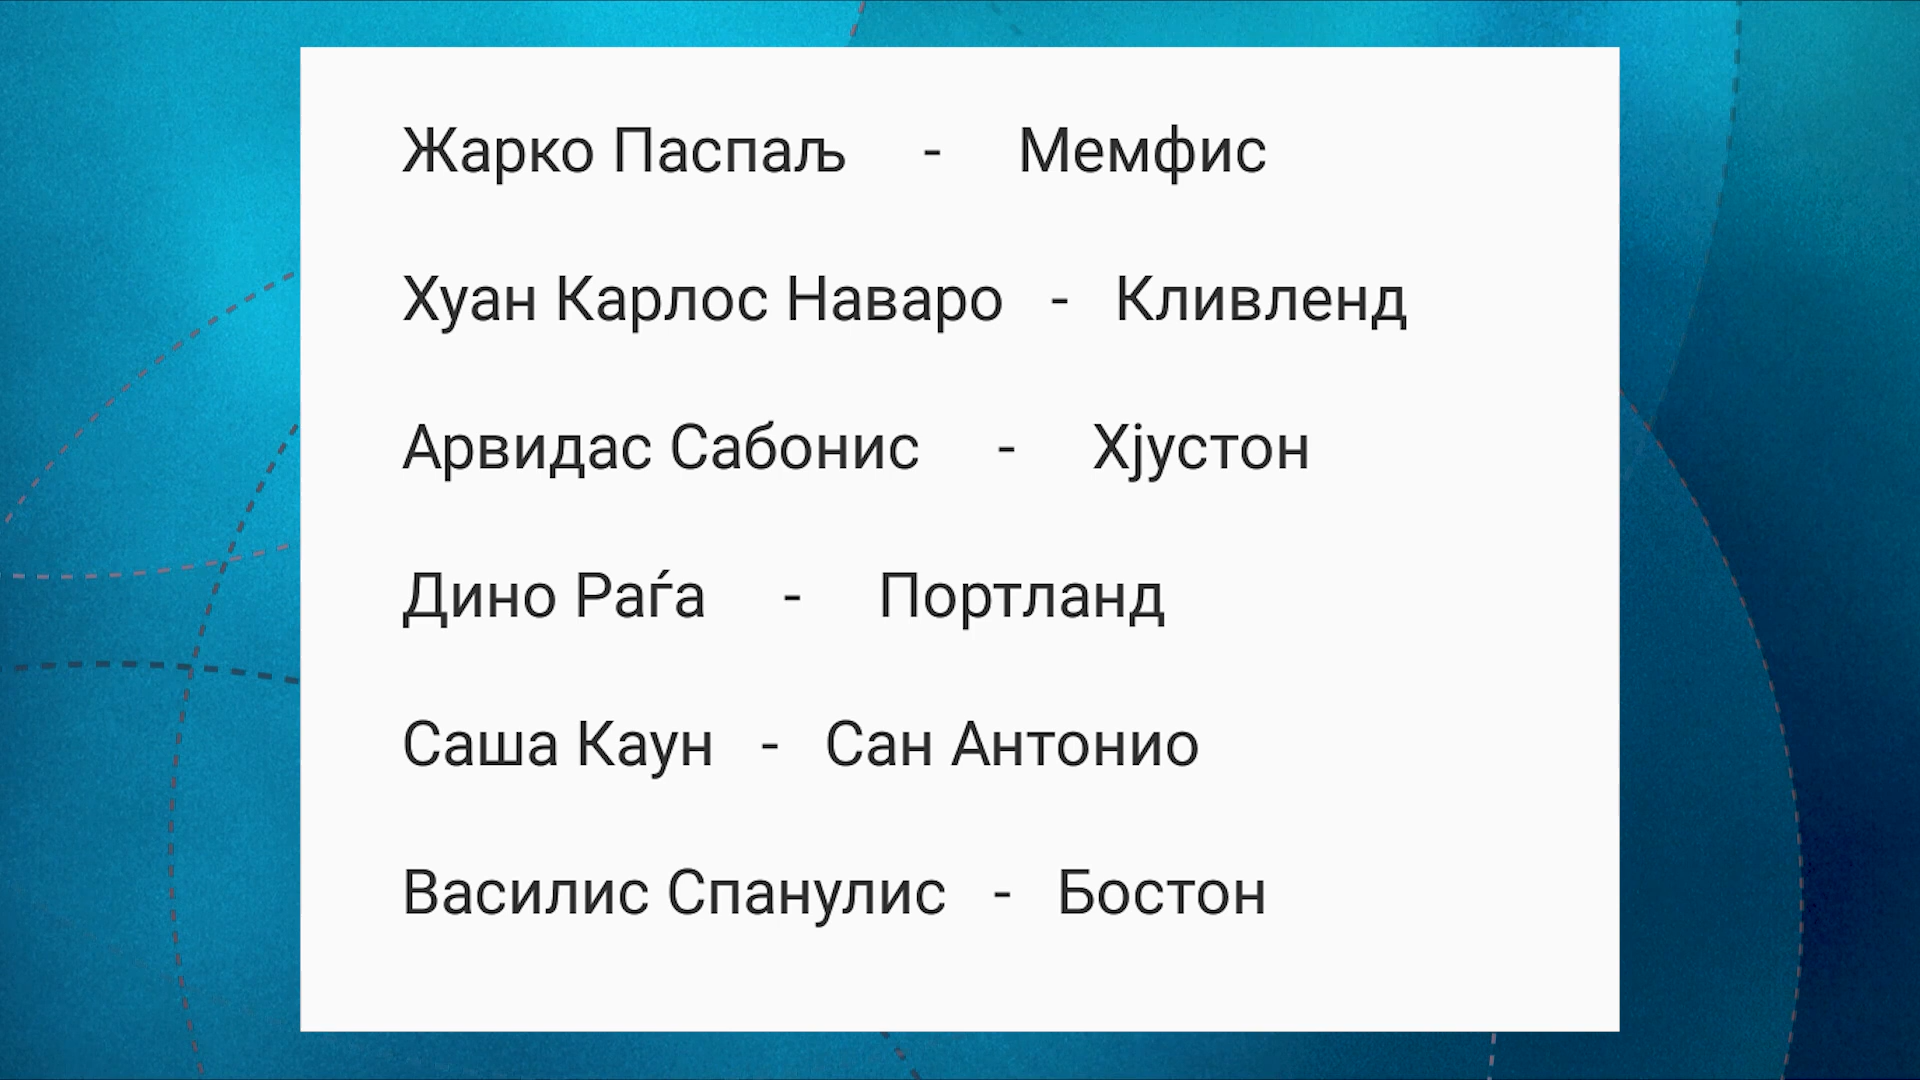 Жарко Паспаљ - Мемфис
Хуан Карлос Наваро - Кливленд
Арвидас Сабонис - Хјустон
Дино Раѓа - Портланд
Саша Каун - Сан Антонио
Василис Спанулис - Бостон